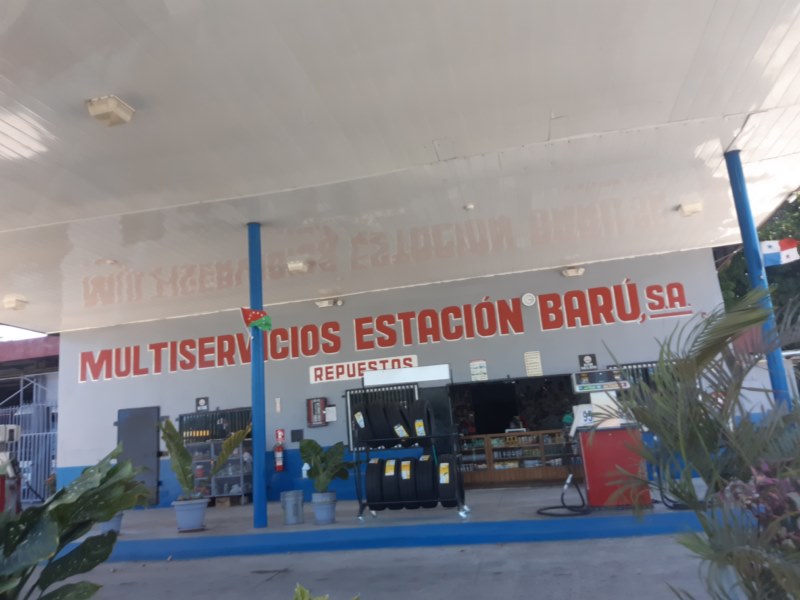 MULTISERVICIOS ESTACIÓN BARÚ, S.A.
REPUESTOS